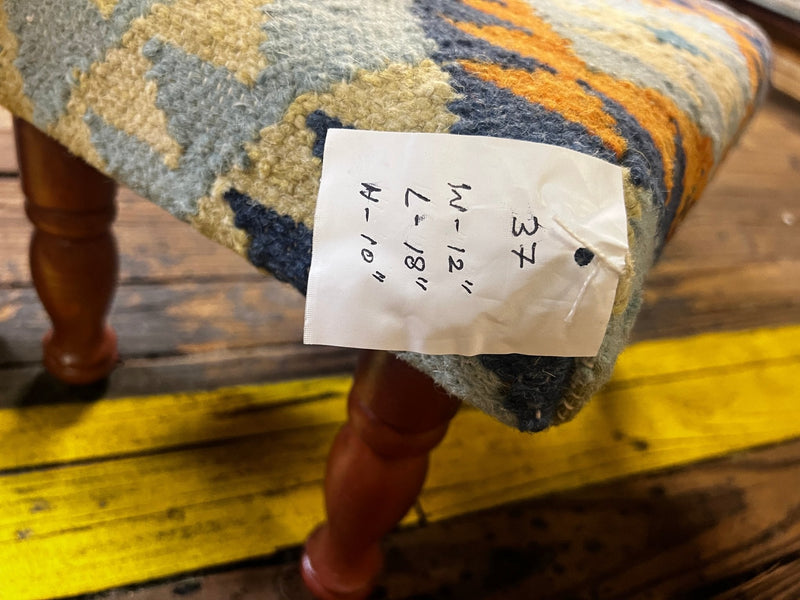 37
W - 12"
L - 18"
H - 10"